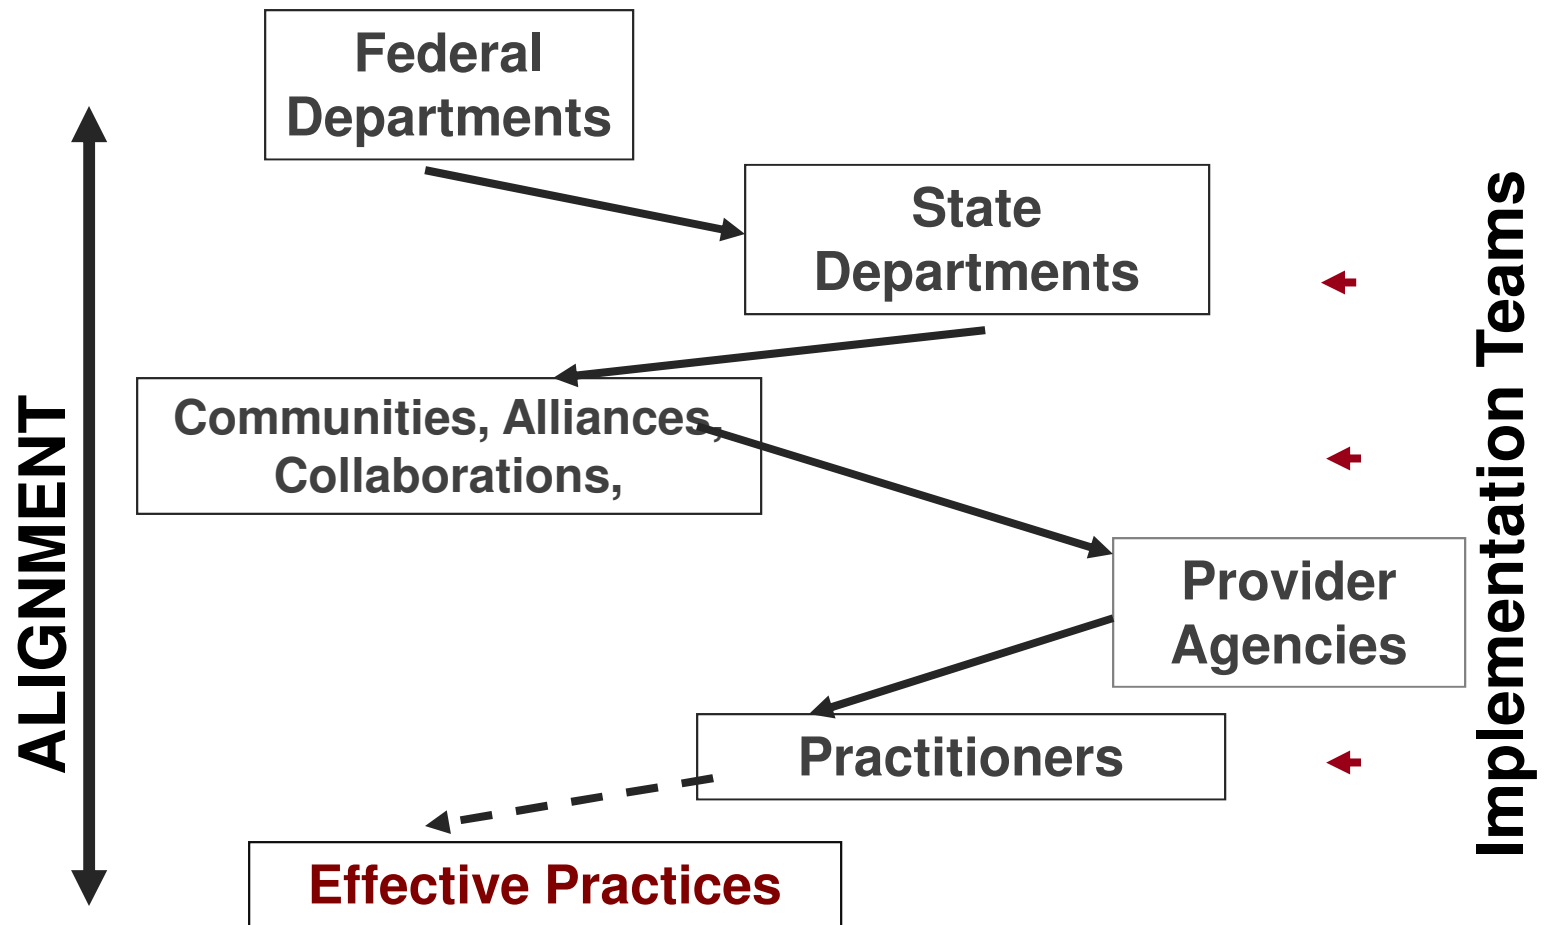 Federal
Departments
State
Departments
Communities, Alliances,
Collaborations,
Provider
Agencies
Practitioners
Effective Practices
ALIGNMENT
Implementation Teams